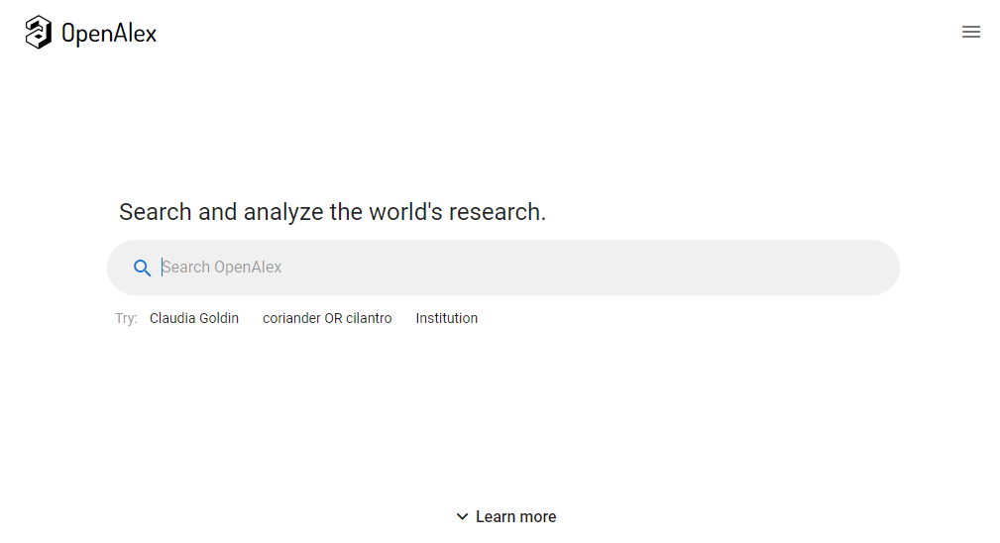 OpenAlex
Search and analyze the world's research.
Search OpenAlex
Try: Claudia Goldin coriander OR cilantro Institution
Learn more